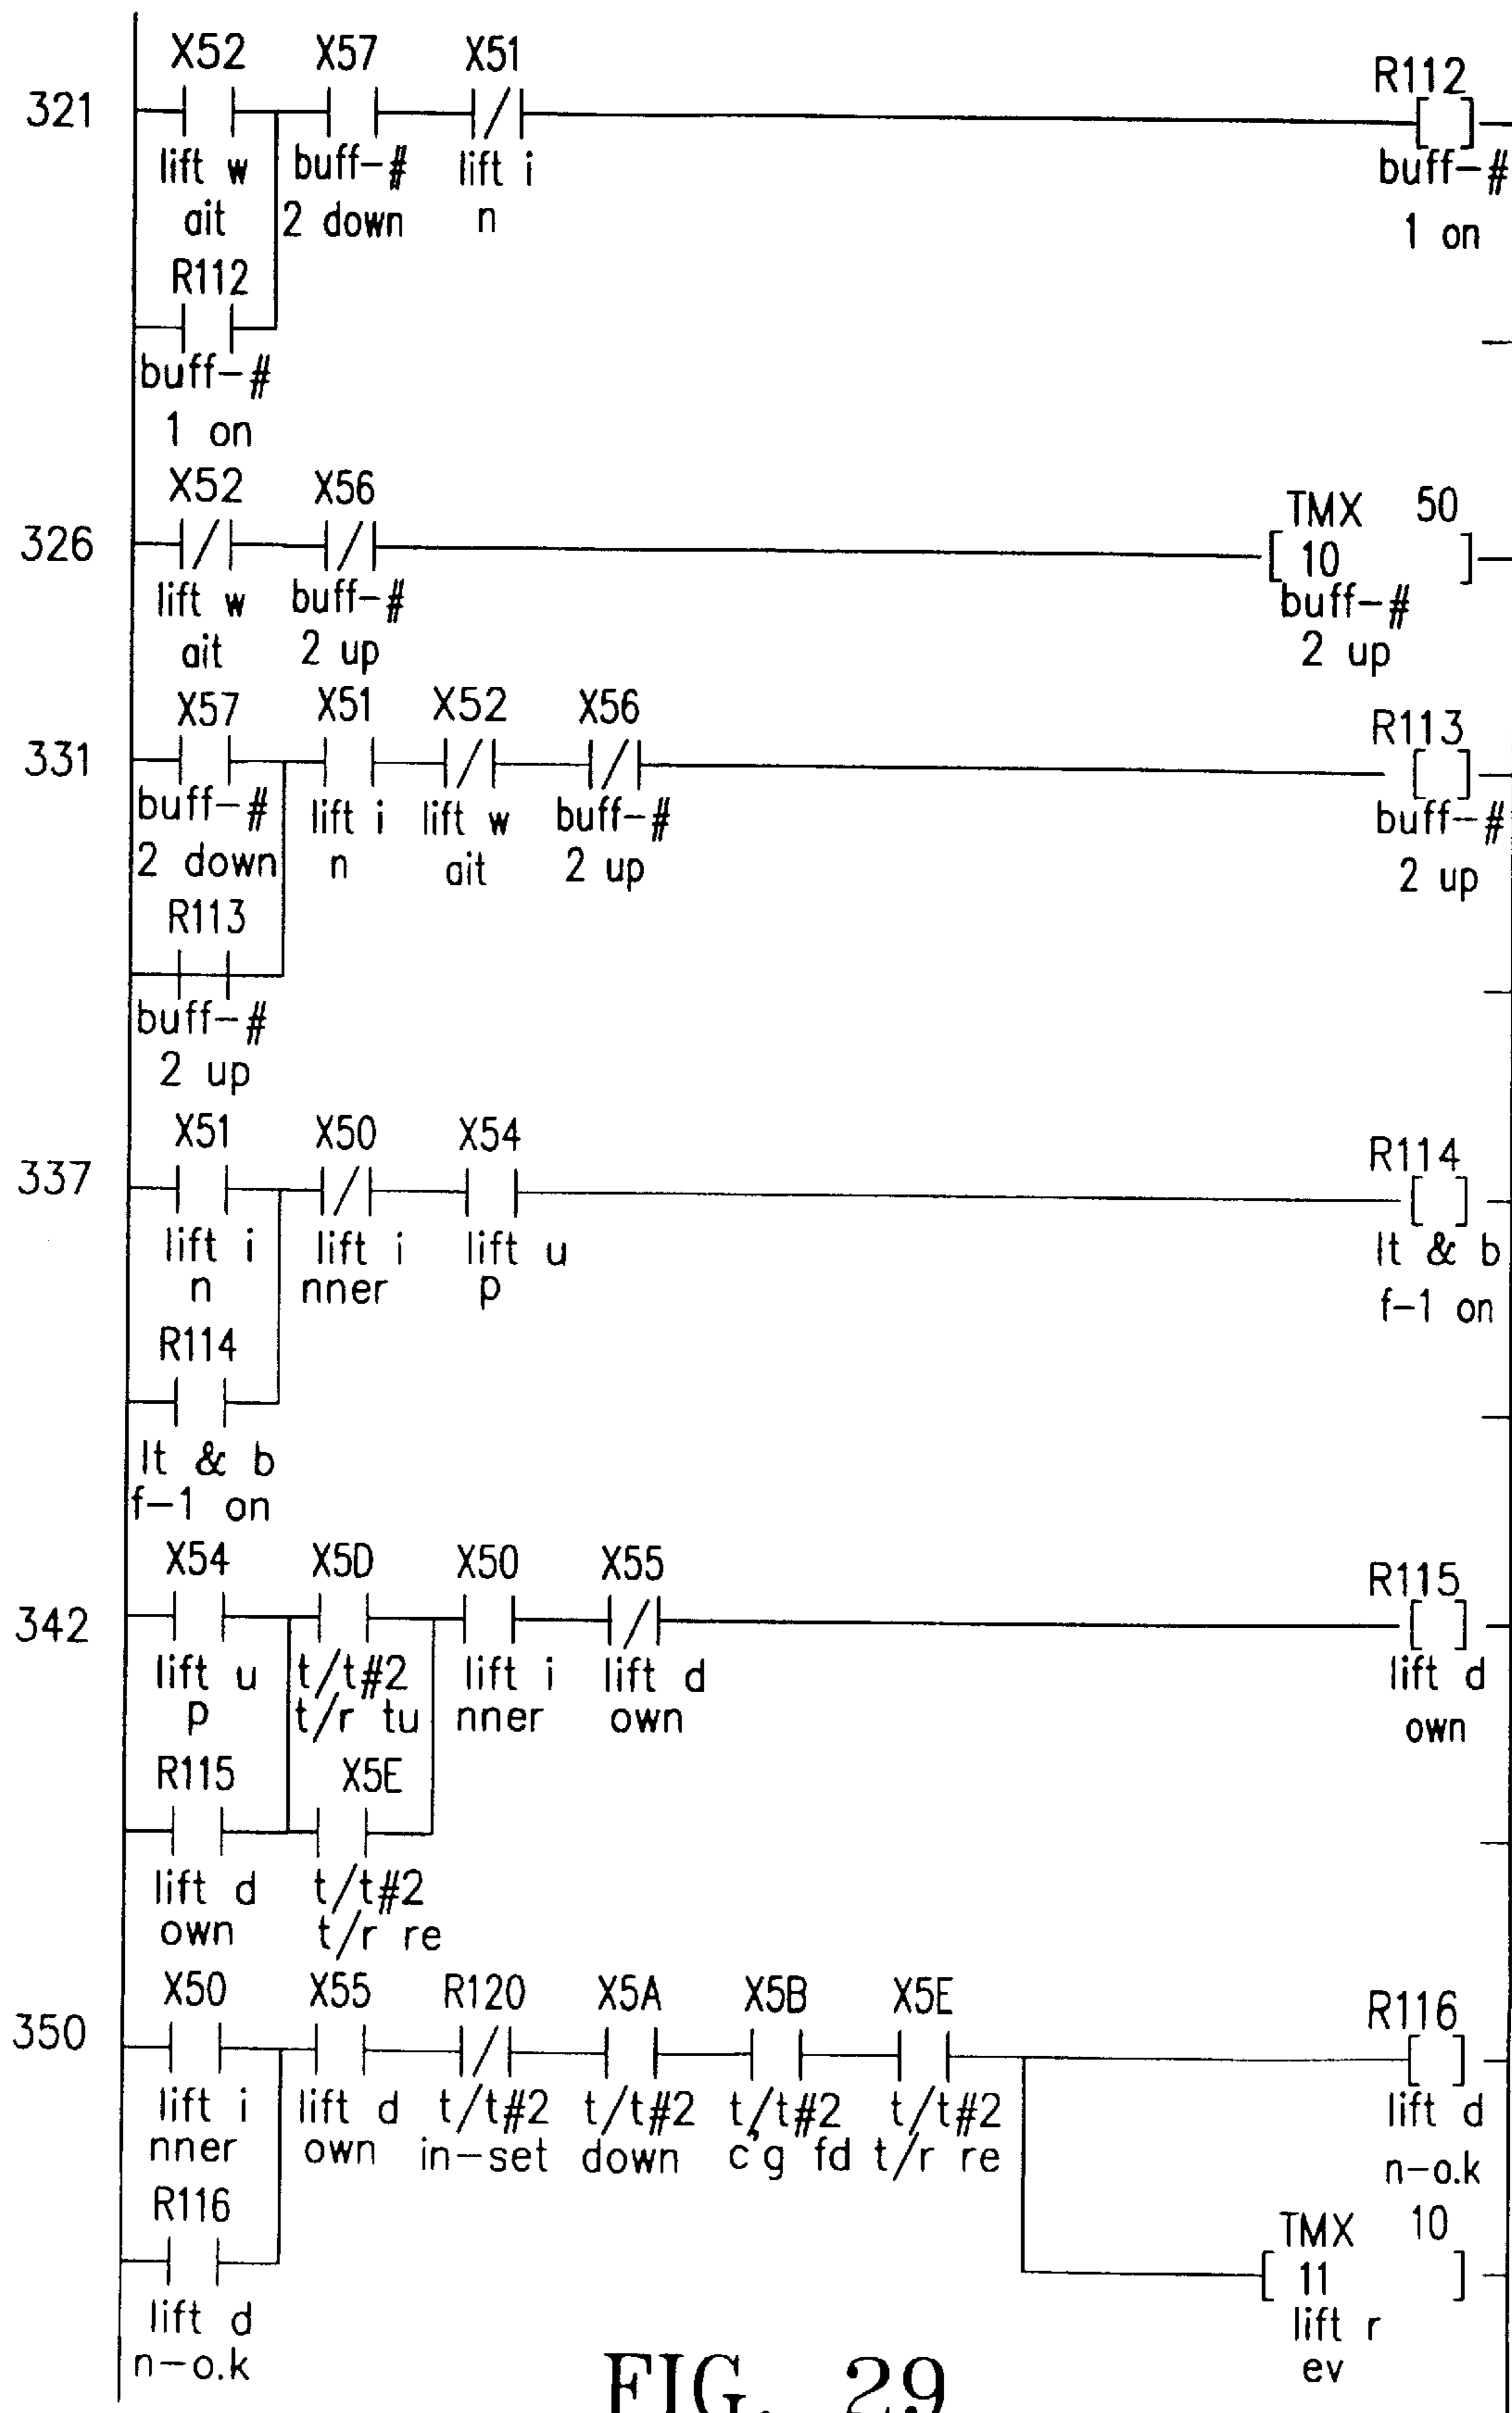 X52 X57 X51 R112
321
lift w buff-# lift i buff-#
ait 2 down n 1 on
R112
buff-#
1 on
X52 X56 TMX 50
326 10
lift w buff-# buff-#
ait 2 up 2 up
X57 X51 X52 X56 R113
331
buff-# lift i lift w buff-# buff-#
2 down n ait 2 up 2 up
R113
buff-#
2 up
X51 X50 X54 R114
337
lift i lift i lift u lt & b
n nner p f-1 on
R114
lt & b
f-1 on
X54 X5D X50 X55 R115
342
lift u t/t#2 lift i lift d lift d
p t/r tu nner own own
R115 X5E
lift d t/t#2
own t/r re
X50 X55 R120 X5A X5B X5E R116
350
lift i lift d t/t#2 t/t#2 t/t#2 t/t#2 lift d
nner own in-set down c'g fd t/r re n-o.k
R116 TMX 10
11
lift d lift r
n-o.k ev
FIG. 29